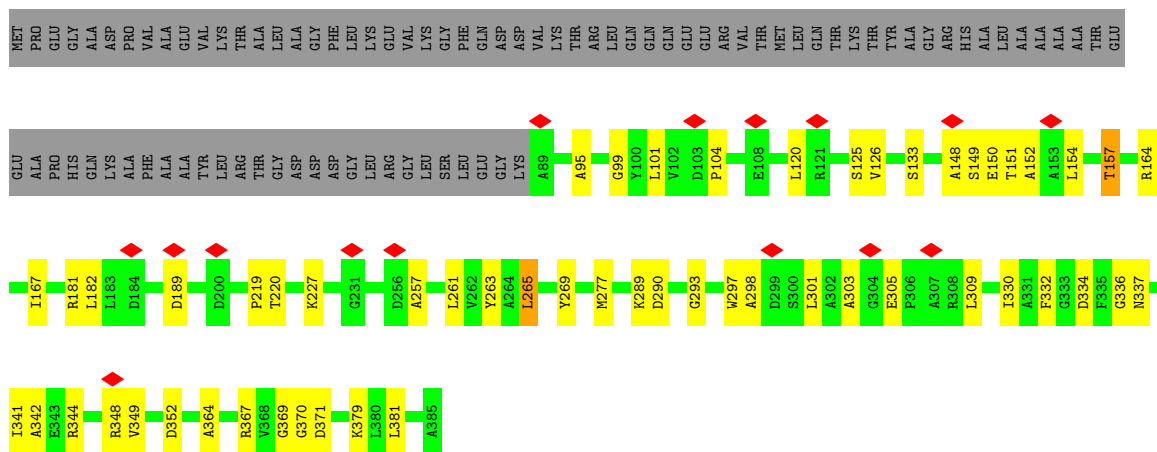 MET PRO GLU GLY ALA ASP PRO VAL ALA GLU VAL LYS THR ALA LEU ALA GLY PHE LEU LYS GLU VAL LYS GLY PHE GLN ASP ASP VAL LYS THR ARG LEU GLN GLN GLN GLU GLU ARG VAL THR MET LEU GLN THR LYS THR TYR ALA GLY ARG HIS ALA LEU ALA ALA ALA ALA ALA THR GLU
GLU ALA PRO HIS GLN LYS ALA PHE ALA ALA TYR LEU ARG THR GLY ASP ASP ASP GLY LEU ARG GLY LEU SER LEU GLU GLY LYS A89 A95 G99 Y100 L101 V102 D103 P104 E108 L120 R121 S125 V126 S133 A148 S149 E150 T151 A152 A153 L154 T157 R164
I167 R181 L182 L183 D184 D189 D200 P219 T220 K227 G231 D256 A257 L261 V262 Y263 A264 L265 Y269 M277 K289 D290 G293 W297 A298 D299 S300 L301 A302 A303 G304 E305 P306 A307 R308 L309 I330 A331 F332 G333 D334 F335 G336 N337
I341 A342 E343 R344 R348 V349 D352 A364 R367 V368 G369 G370 D371 K379 L380 L381 A385